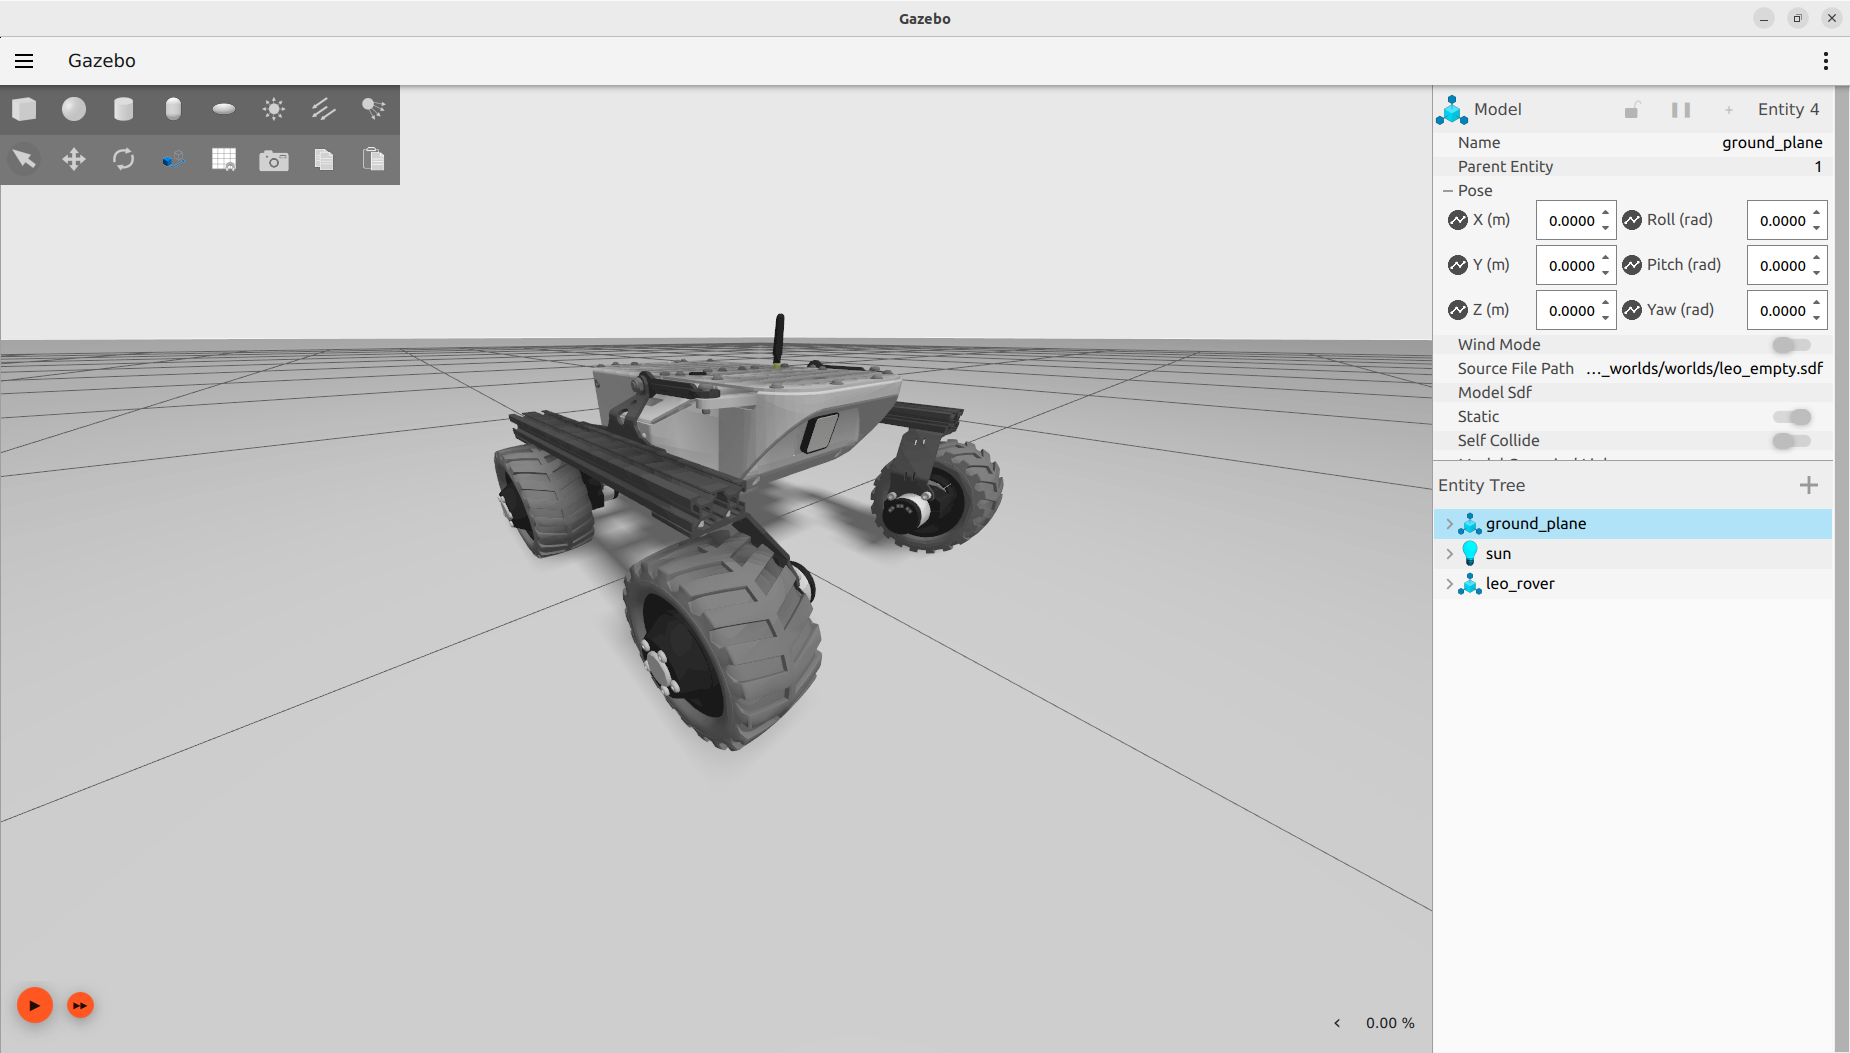 Gazebo
Gazebo
Model Entity 4
Name ground_plane
Parent Entity 1
Pose
X (m) 0.0000 Roll (rad) 0.0000
Y (m) 0.0000 Pitch (rad) 0.0000
Z (m) 0.0000 Yaw (rad) 0.0000
Wind Mode
Source File Path ..._worlds/worlds/leo_empty.sdf
Model Sdf
Static
Self Collide
Entity Tree
ground_plane
sun
leo_rover
0.00 %